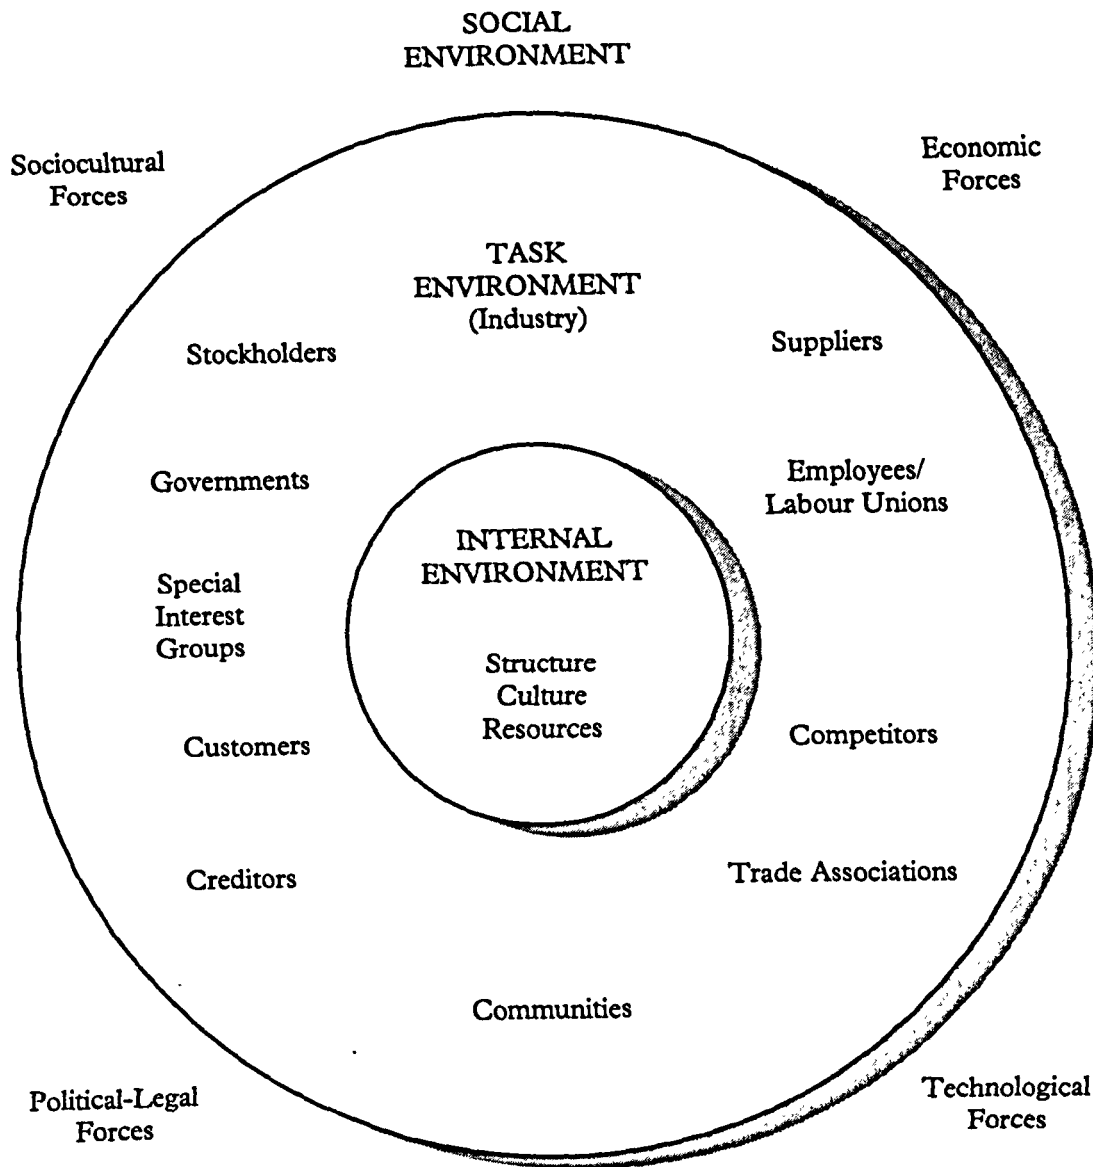 SOCIAL
ENVIRONMENT
Sociocultural
Forces
Economic
Forces
TASK
ENVIRONMENT
(Industry)
Stockholders
Suppliers
Governments
Employees/
Labour Unions
INTERNAL
ENVIRONMENT
Special
Interest
Groups
Structure
Culture
Resources
Customers
Competitors
Creditors
Trade Associations
Communities
Political-Legal
Forces
Technological
Forces